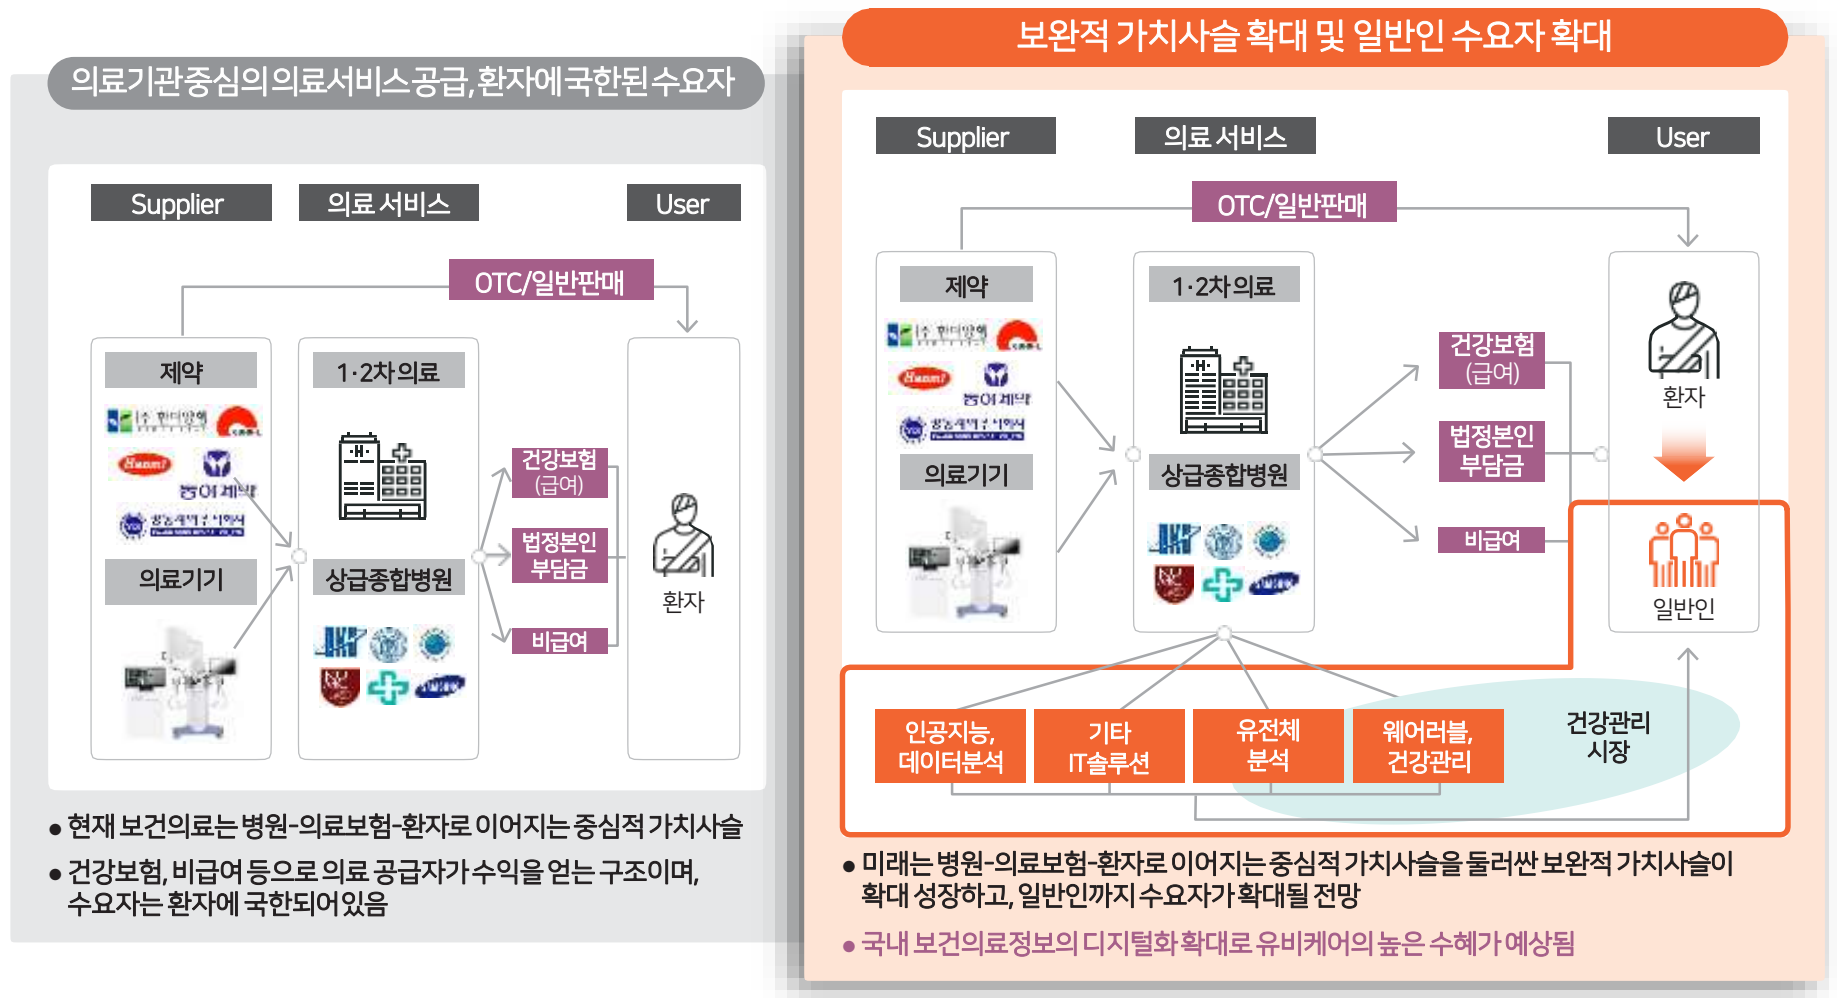 의료기관중심의 의료서비스 공급, 환자에 국한된 수요자
Supplier
의료 서비스
User
OTC/일반판매
제약
Hanmi
동아제약
의료기기
1·2차 의료
상급종합병원
SAMSUNG
건강보험
(급여)
법정본인
부담금
비급여
환자
● 현재 보건의료는 병원-의료보험-환자로 이어지는 중심적 가치사슬
● 건강보험, 비급여 등으로 의료 공급자가 수익을 얻는 구조이며,
수요자는 환자에 국한되어있음
보완적 가치사슬 확대 및 일반인 수요자 확대
Supplier
의료 서비스
User
OTC/일반판매
제약
Hanmi
동아제약
의료기기
1·2차 의료
상급종합병원
SAMSUNG
건강보험
(급여)
법정본인
부담금
비급여
환자
일반인
인공지능,
데이터분석
기타
IT솔루션
유전체
분석
웨어러블,
건강관리
건강관리
시장
● 미래는 병원-의료보험-환자로 이어지는 중심적 가치사슬을 둘러싼 보완적 가치사슬이
확대 성장하고, 일반인까지 수요자가 확대될 전망
● 국내 보건의료정보의 디지털화 확대로 유비케어의 높은 수혜가 예상됨